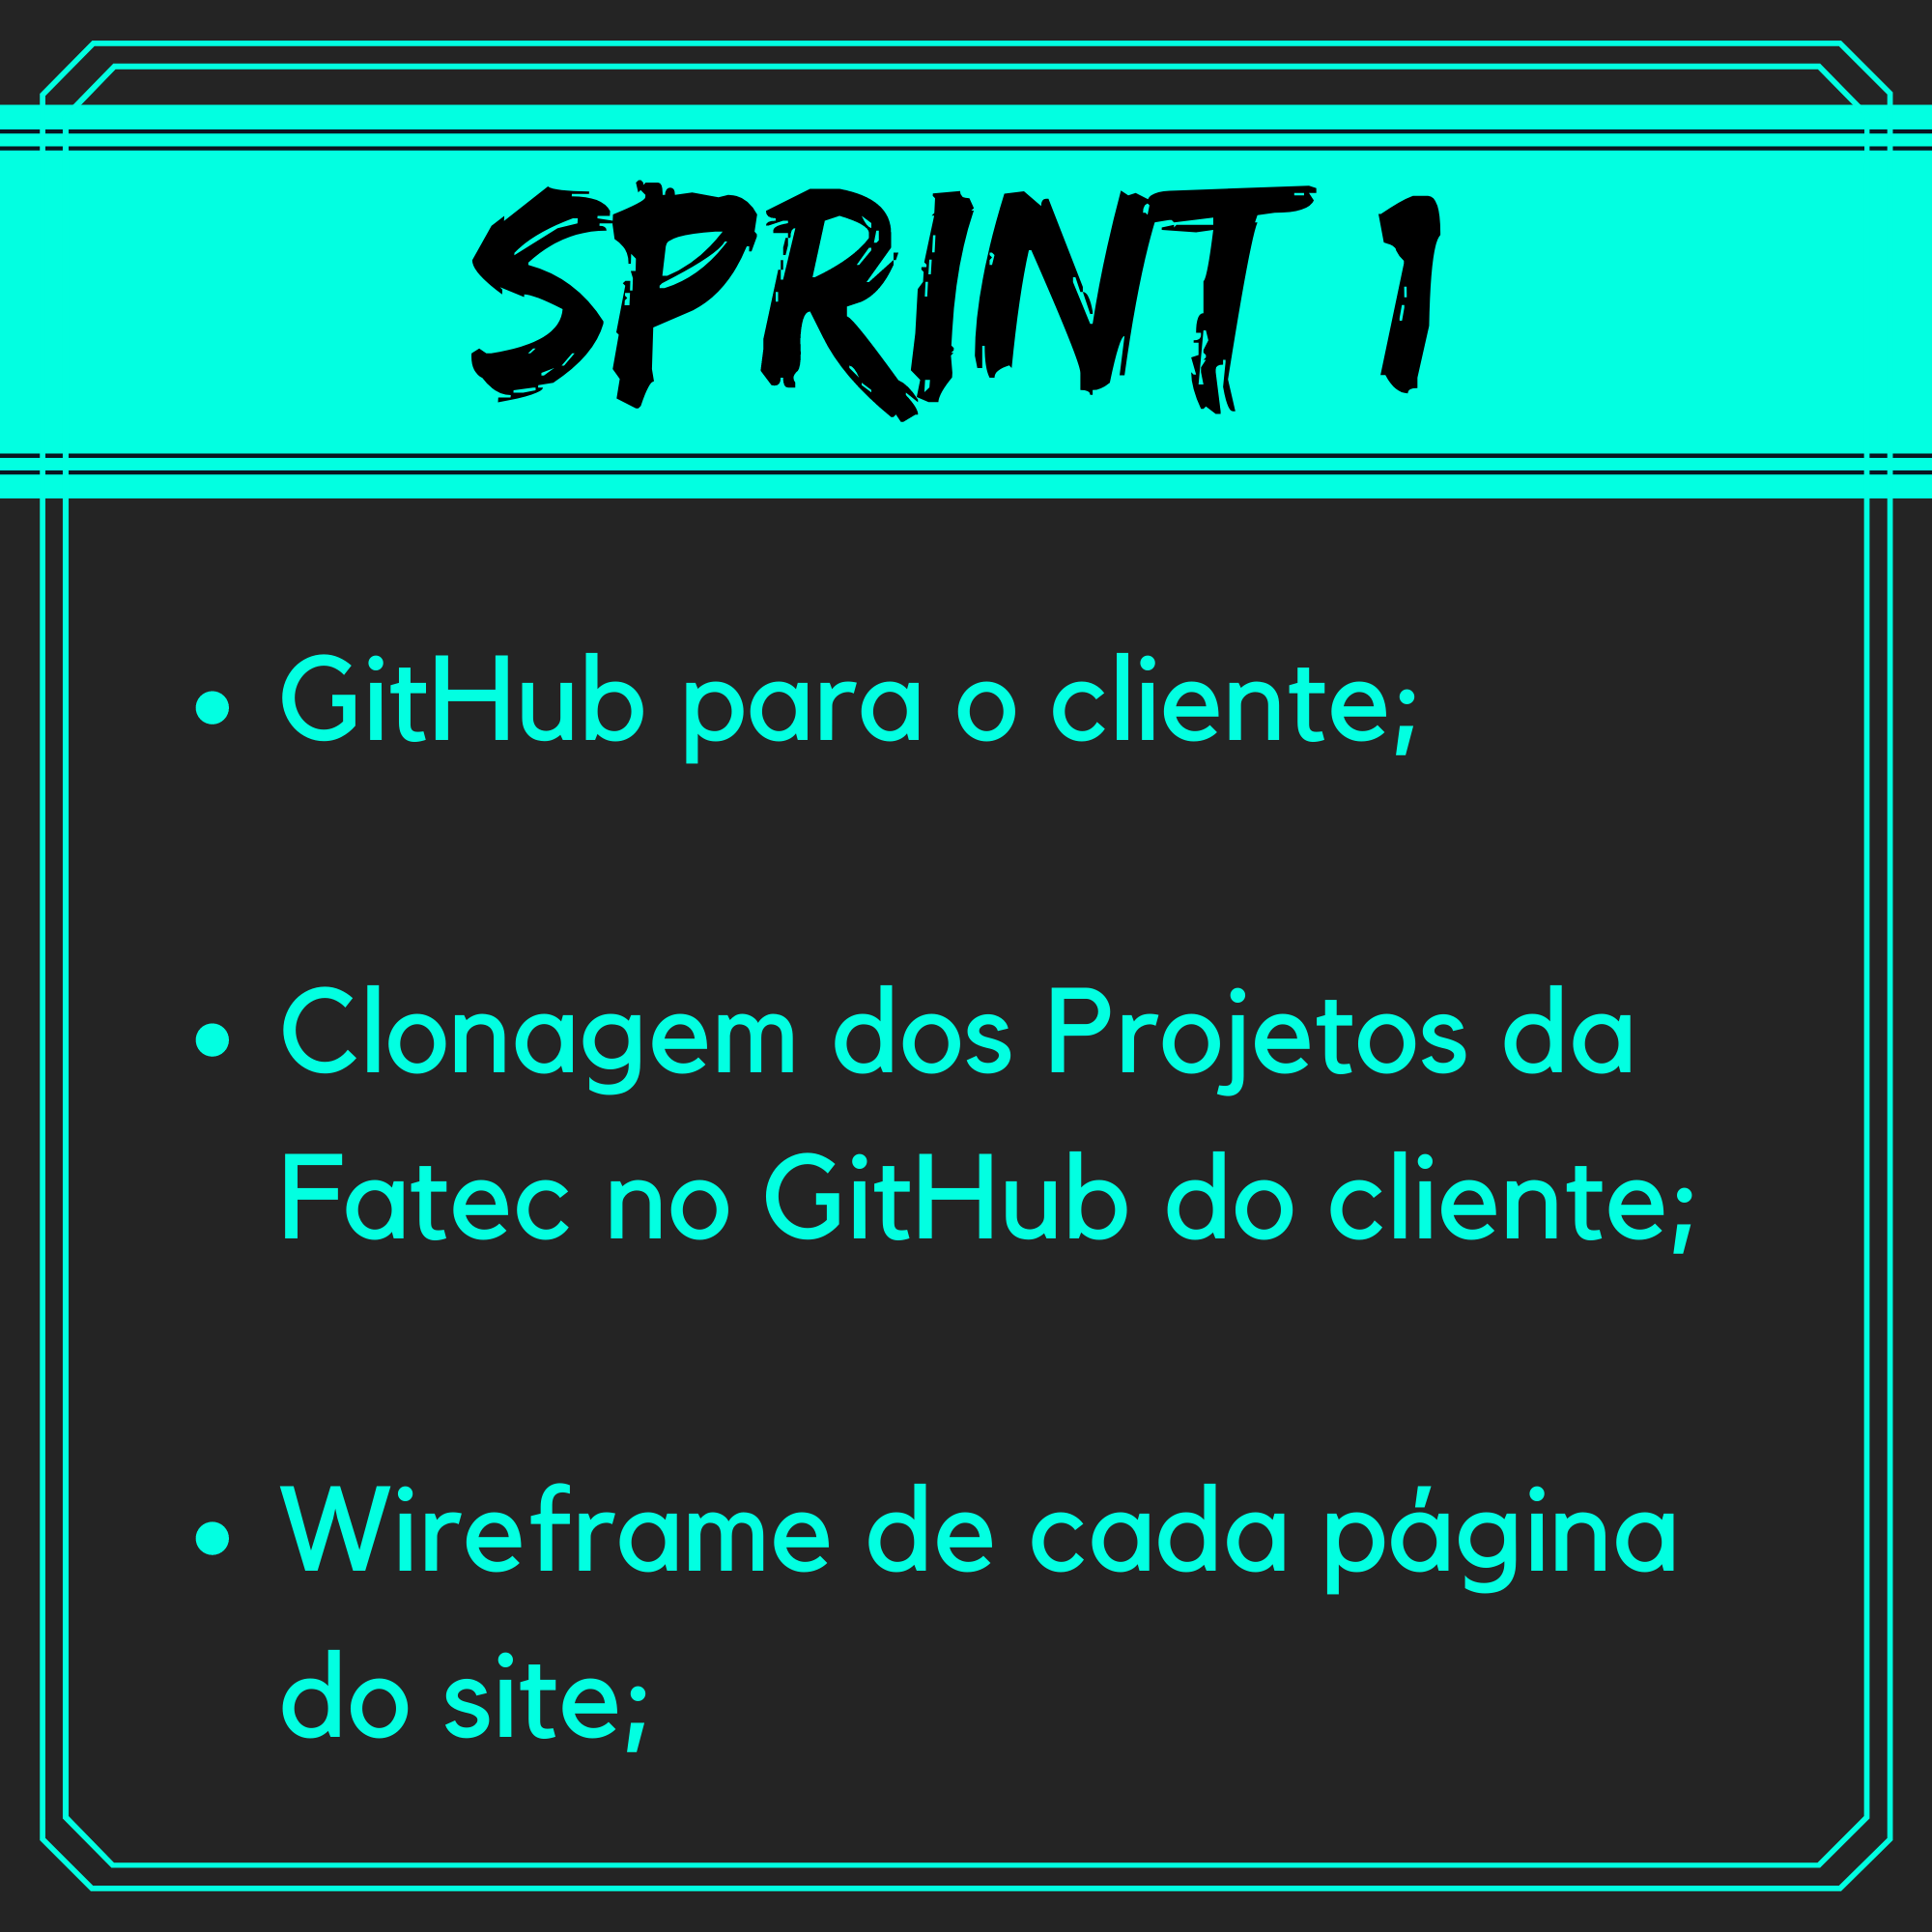 SPRINT 1
• GitHub para o cliente;
• Clonagem dos Projetos da
Fatec no GitHub do cliente;
• Wireframe de cada página
do site;